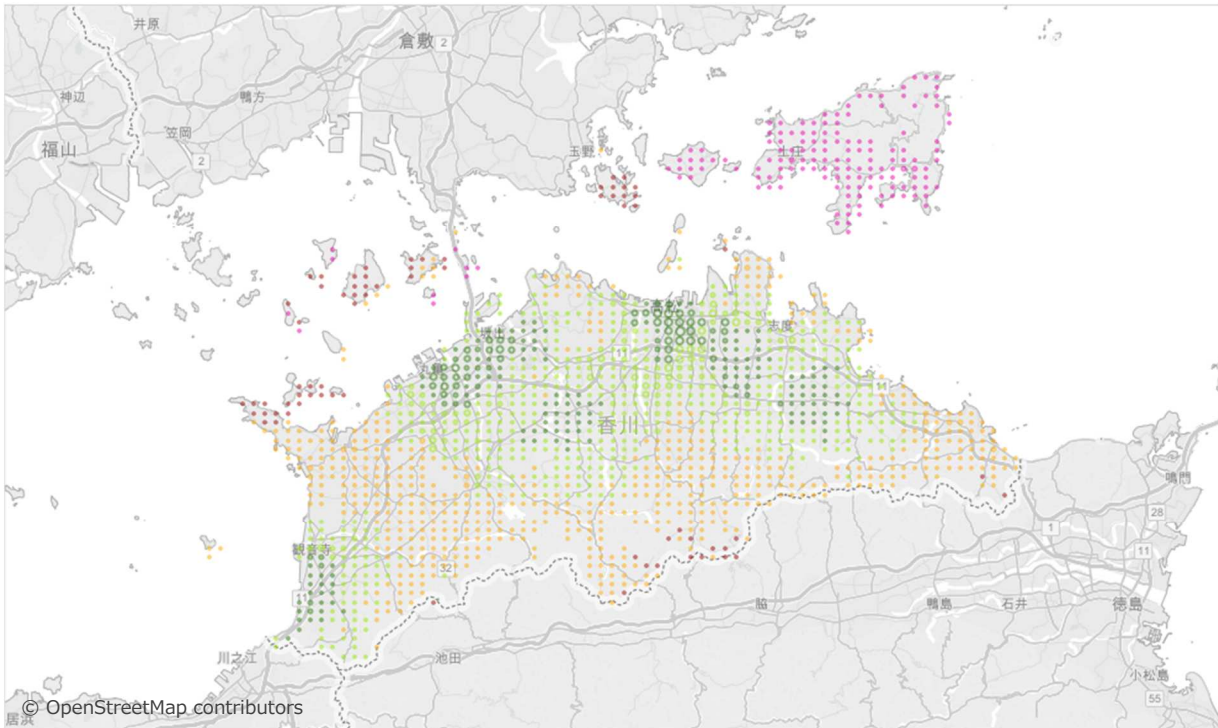 井原
倉敷
2
神辺
鴨方
笠岡
福山
2
玉野
土庄
高松
志度
坂出
11
丸亀
11
香川
鳴門
28
1
11
観音寺
32
11
脇
鴨島
石井
徳島
川之江
池田
小松島
55
© OpenStreetMap contributors
居浜